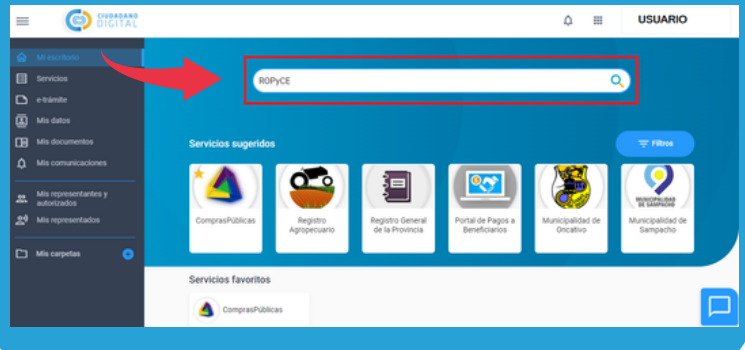 CIUDADANO
DIGITAL
USUARIO
Mi escritorio
Servicios
e-trámite
Mis datos
Mis documentos
Mis comunicaciones
Mis representantes y
autorizados
Mis representados
Mis carpetas
ROPyCE
Servicios sugeridos
Filtros
ComprasPúblicas
Registro
Agropecuario
Registro General
de la Provincia
Portal de Pagos a
Beneficiarios
Municipalidad de
Oncativo
MUNICIPALIDAD
DE SAMPACHO
Municipalidad de
Sampacho
Servicios favoritos
ComprasPúblicas